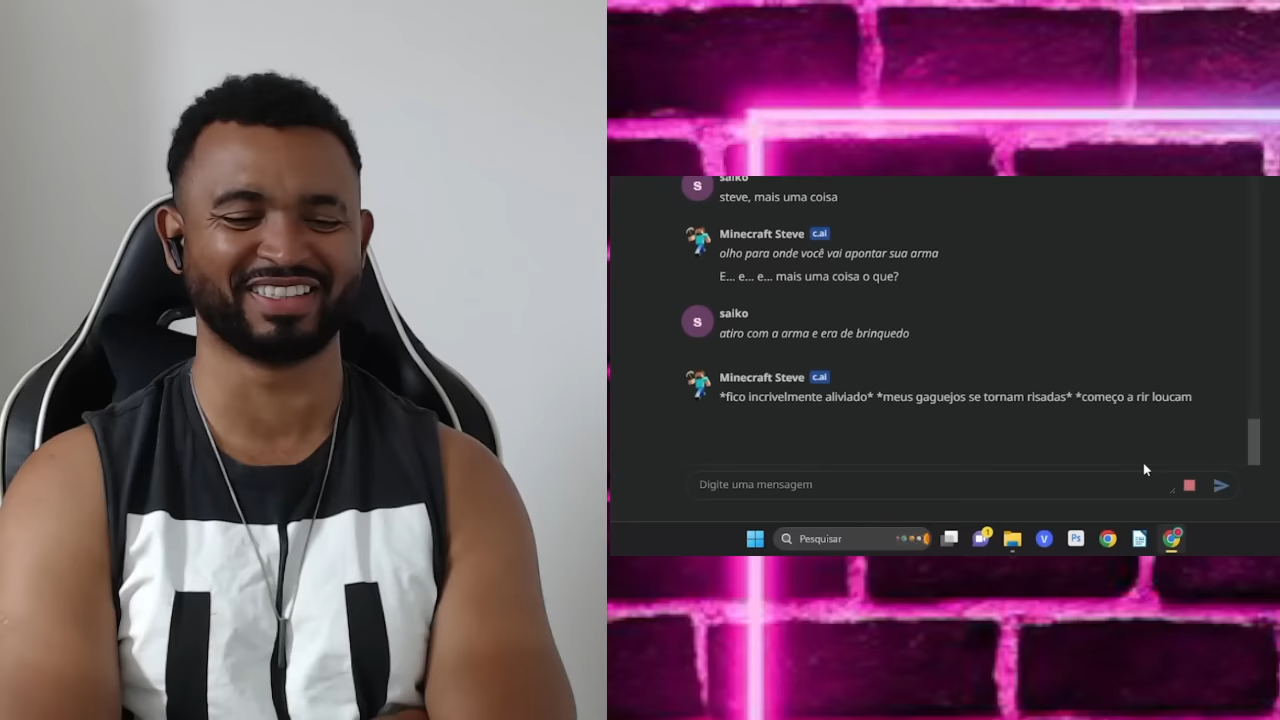 saiko
steve, mais uma coisa
Minecraft Steve c.ai
olho para onde você vai apontar sua arma
E... e... e... mais uma coisa o que?
S saiko
atiro com a arma e era de brinquedo
Minecraft Steve c.ai
*fico incrivelmente aliviado* *meus gaguejos se tornam risadas* *começo a rir loucam
Digite uma mensagem
Pesquisar
1
V
Ps